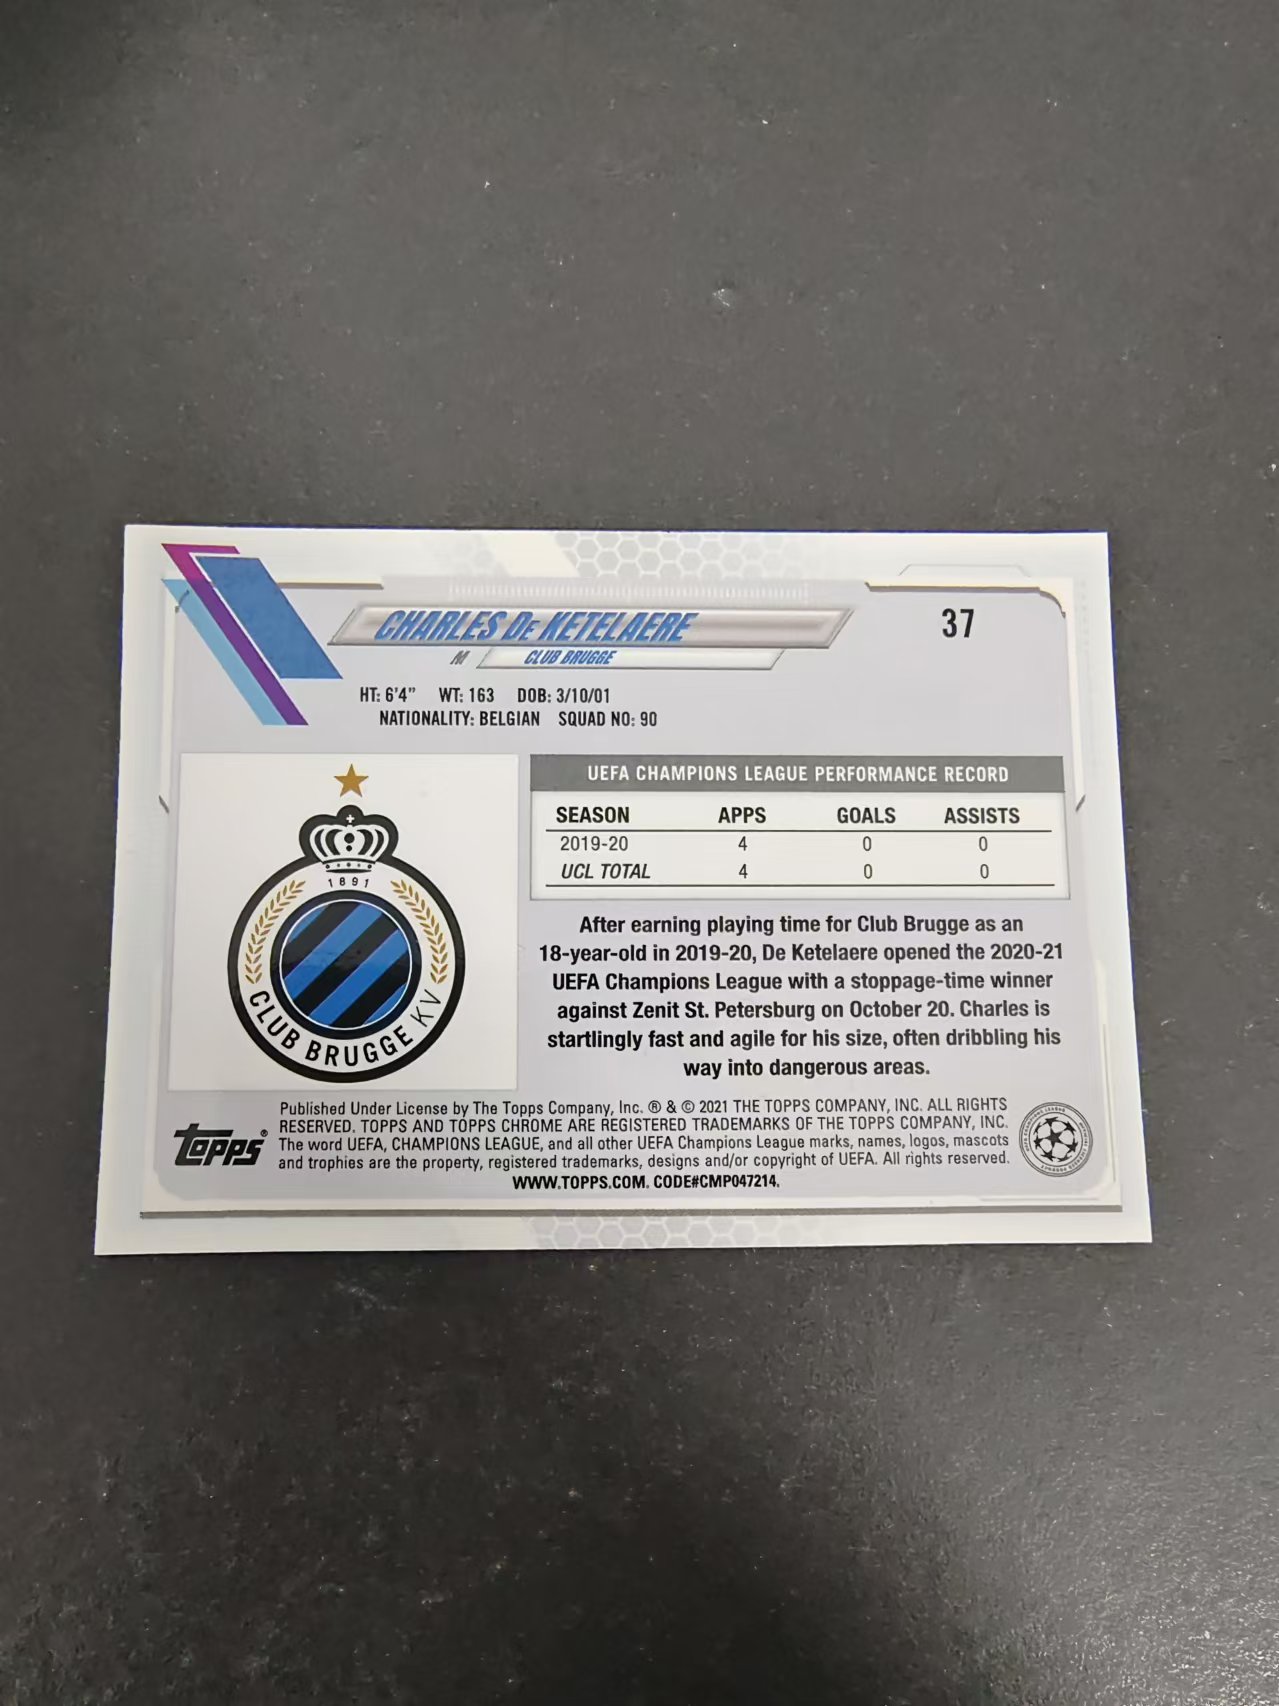 CHARLES De KETELAERE
37
M CLUB BRUGGE
HT: 6'4" WT: 163 DOB: 3/10/01
NATIONALITY: BELGIAN SQUAD NO: 90
1891
CLUB BRUGGE KV
UEFA CHAMPIONS LEAGUE PERFORMANCE RECORD
SEASON APPS GOALS ASSISTS
2019-20 4 0 0
UCL TOTAL 4 0 0
After earning playing time for Club Brugge as an
18-year-old in 2019-20, De Ketelaere opened the 2020-21
UEFA Champions League with a stoppage-time winner
against Zenit St. Petersburg on October 20. Charles is
startlingly fast and agile for his size, often dribbling his
way into dangerous areas.
topps®
Published Under License by The Topps Company, Inc. ® & © 2021 THE TOPPS COMPANY, INC. ALL RIGHTS
RESERVED. TOPPS AND TOPPS CHROME ARE REGISTERED TRADEMARKS OF THE TOPPS COMPANY, INC.
The word UEFA, CHAMPIONS LEAGUE, and all other UEFA Champions League marks, names, logos, mascots
and trophies are the property, registered trademarks, designs and/or copyright of UEFA. All rights reserved.
WWW.TOPPS.COM. CODE#CMP047214.